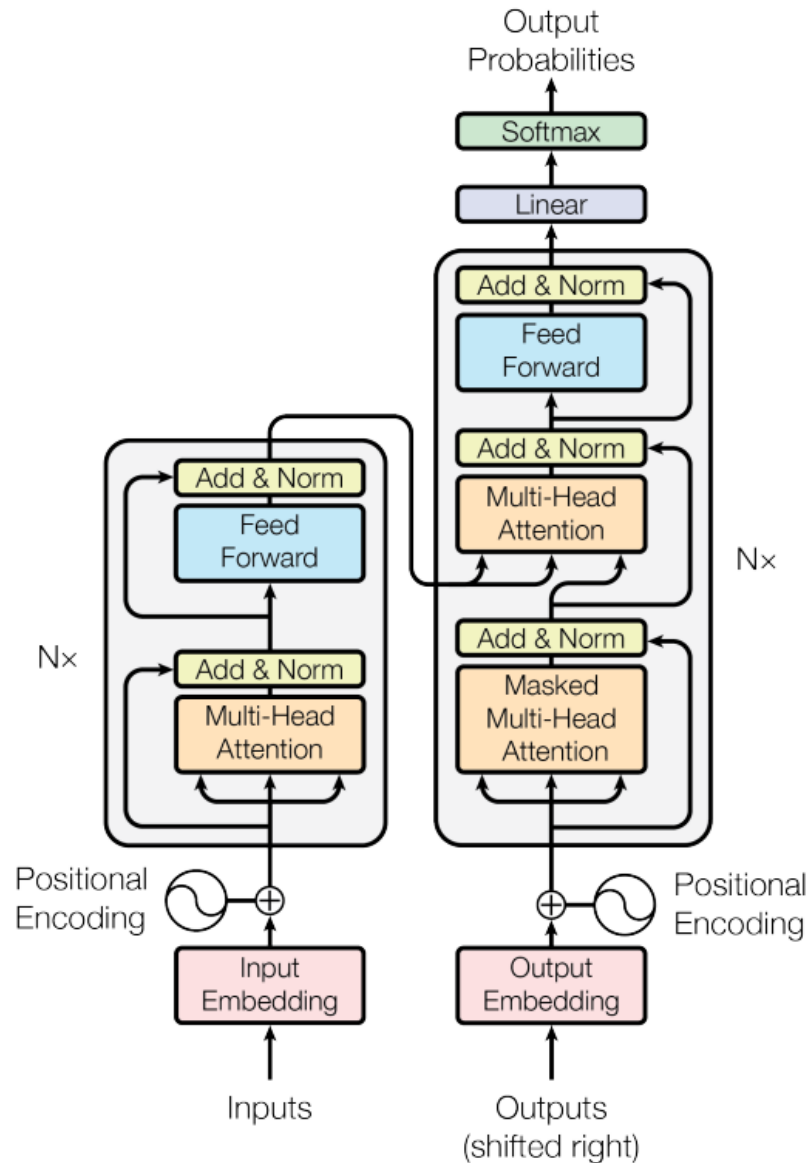 Output
Probabilities
Softmax
Linear
Add & Norm
Feed
Forward
Add & Norm
Multi-Head
Attention
Nx
Add & Norm
Masked
Multi-Head
Attention
Add & Norm
Feed
Forward
Nx
Add & Norm
Multi-Head
Attention
Positional
Encoding
Positional
Encoding
Input
Embedding
Output
Embedding
Inputs
Outputs
(shifted right)